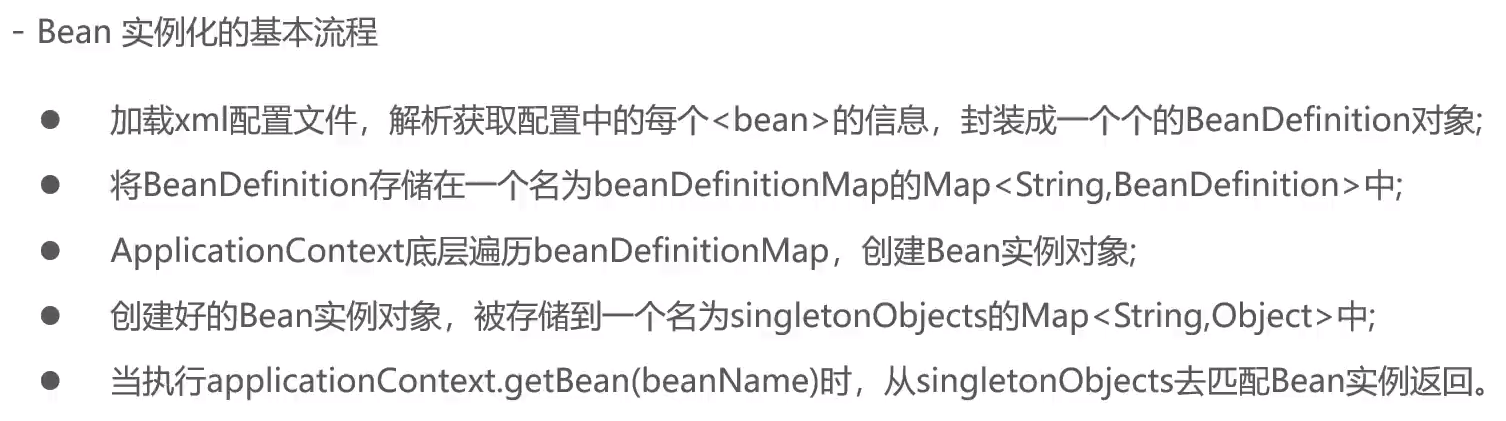 - Bean 实例化的基本流程
● 加载xml配置文件，解析获取配置中的每个<bean>的信息，封装成一个个的BeanDefinition对象;
● 将BeanDefinition存储在一个名为beanDefinitionMap的Map<String,BeanDefinition>中;
● ApplicationContext底层遍历beanDefinitionMap，创建Bean实例对象;
● 创建好的Bean实例对象，被存储到一个名为singletonObjects的Map<String,Object>中;
● 当执行applicationContext.getBean(beanName)时，从singletonObjects去匹配Bean实例返回。